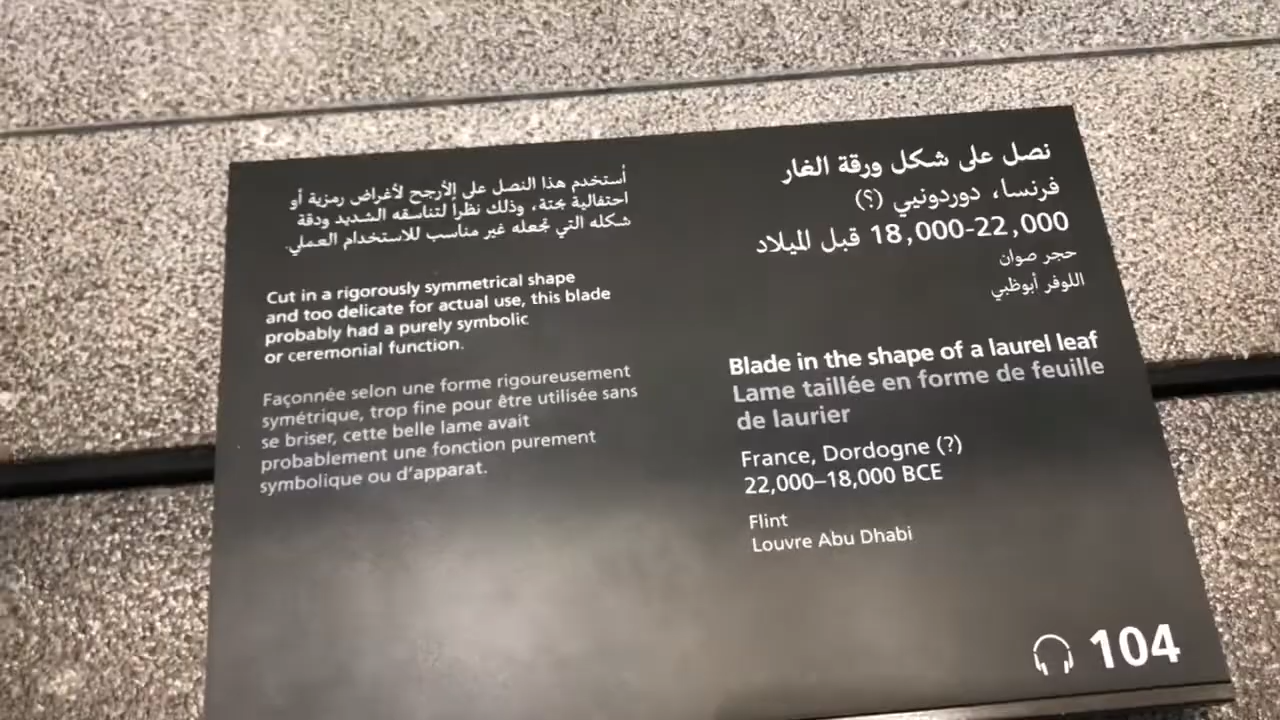 أستخدم هذا النصل على الأرجح لأغراض رمزية أو
احتفالية بحتة، وذلك نظراً لتناسقه الشديد ودقة
شكله التي تجعله غير مناسب للاستخدام العملي.
Cut in a rigorously symmetrical shape
and too delicate for actual use, this blade
probably had a purely symbolic
or ceremonial function.
Façonnée selon une forme rigoureusement
symétrique, trop fine pour être utilisée sans
se briser, cette belle lame avait
probablement une fonction purement
symbolique ou d’apparat.
نصل على شكل ورقة الغار
فرنسا، دوردونيي (؟)
22,000-18,000 قبل الميلاد
حجر صوان
اللوفر أبوظبي
Blade in the shape of a laurel leaf
Lame taillée en forme de feuille
de laurier
France, Dordogne (?)
22,000–18,000 BCE
Flint
Louvre Abu Dhabi
104